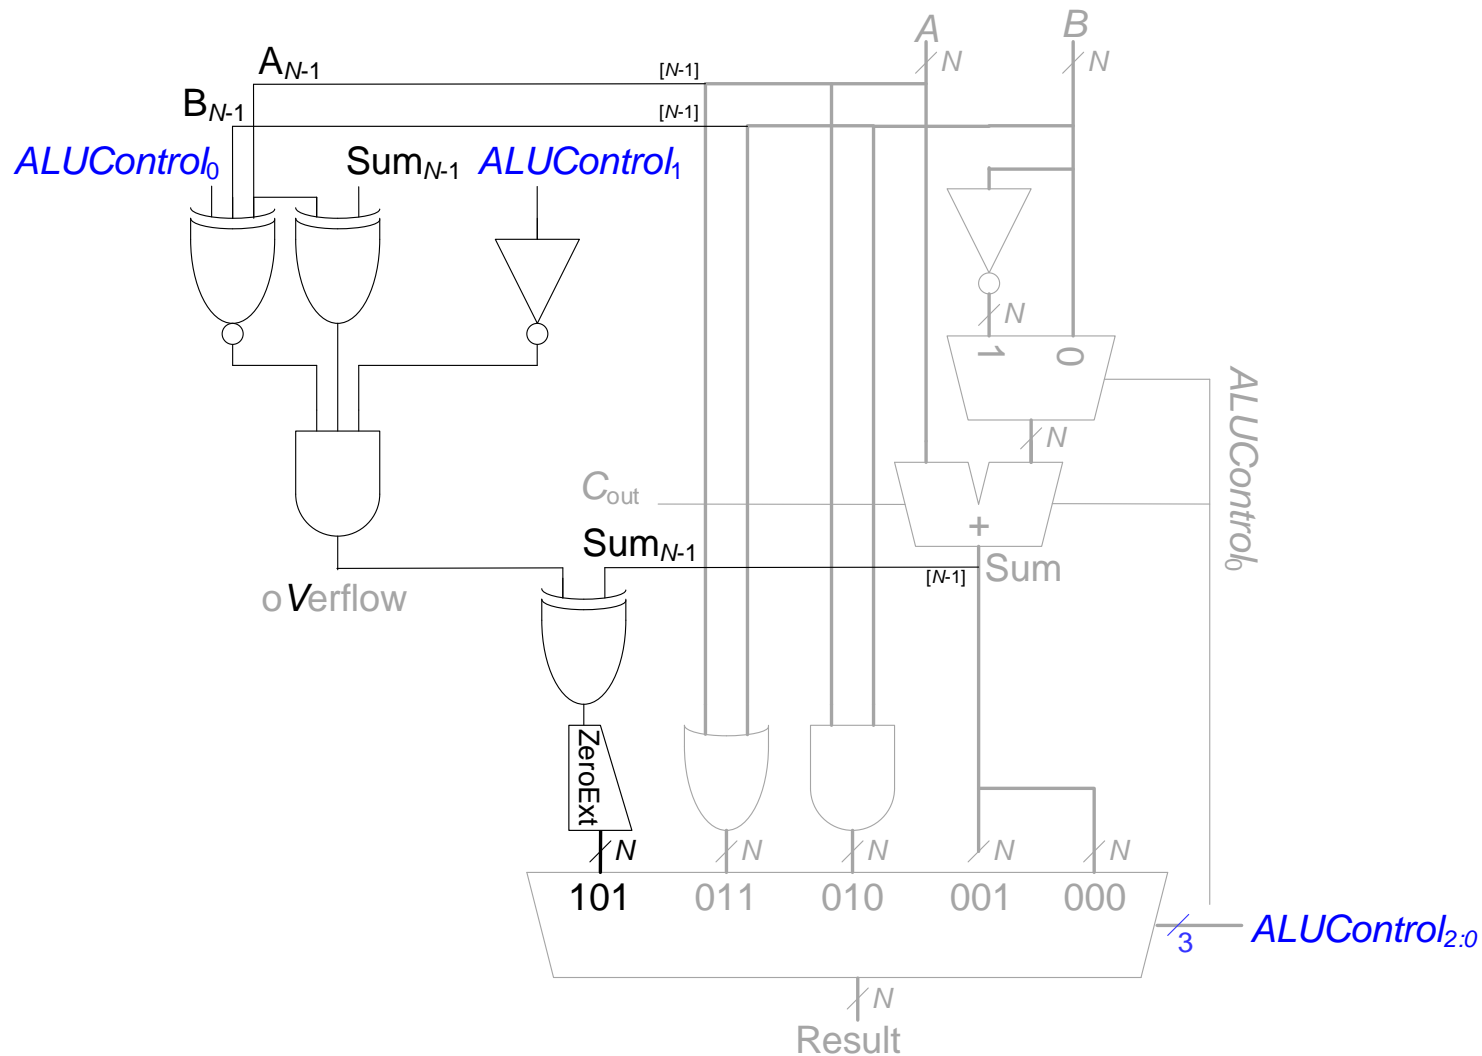 A B
A_{N-1} [N-1] N N
B_{N-1} [N-1]
ALUControl_0 Sum_{N-1} ALUControl_1
N
1 0
ALUControl_0
N
C_out
+
Sum_{N-1}
[N-1] Sum
oVerflow
ZeroExt
N N N N N
101 011 010 001 000
3 ALUControl_{2:0}
N
Result